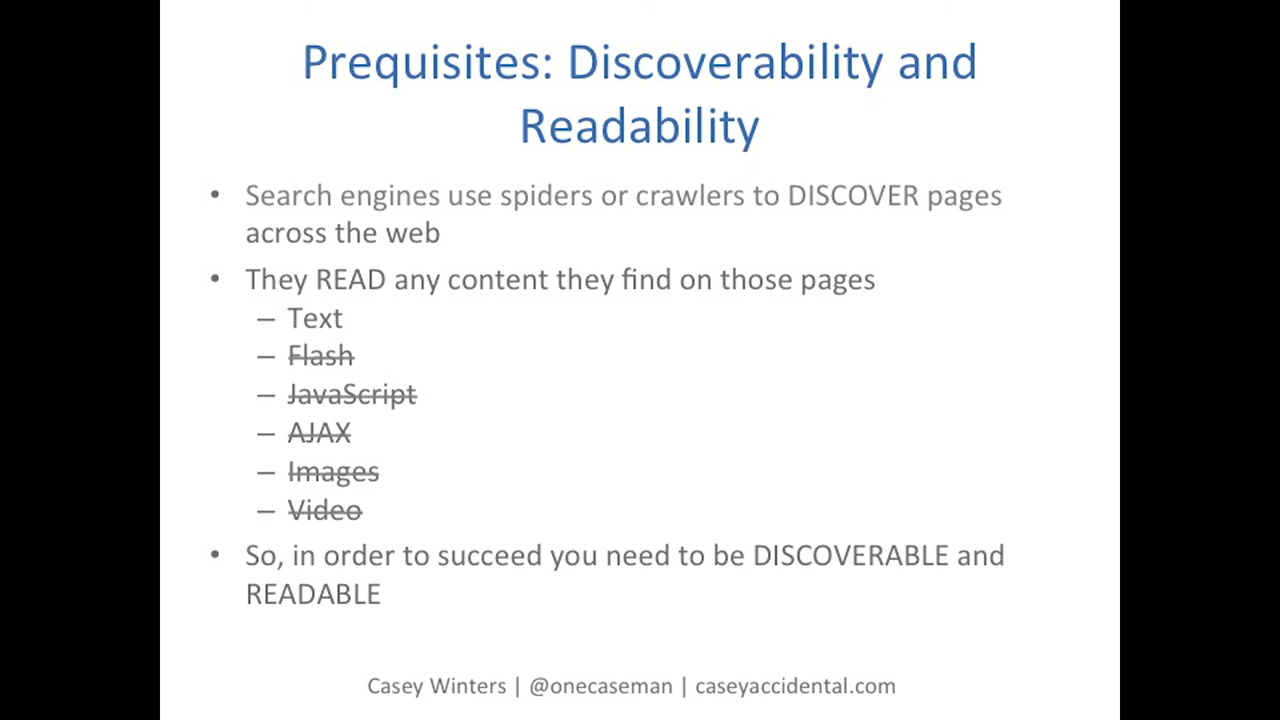 Prequisites: Discoverability and
Readability
• Search engines use spiders or crawlers to DISCOVER pages
across the web
• They READ any content they find on those pages
– Text
– Flash
– JavaScript
– AJAX
– Images
– Video
• So, in order to succeed you need to be DISCOVERABLE and
READABLE
Casey Winters | @onecaseman | caseyaccidental.com